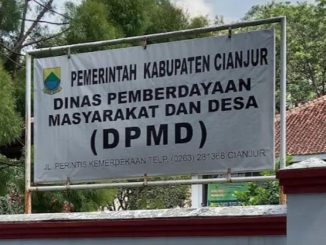 PEMERINTAH KABUPATEN CIANJUR
DINAS PEMBERDAYAAN
MASYARAKAT DAN DESA
(DPMD)
JL. PERINTIS KEMERDEKAAN TELP. (0263) 281368 CIANJUR